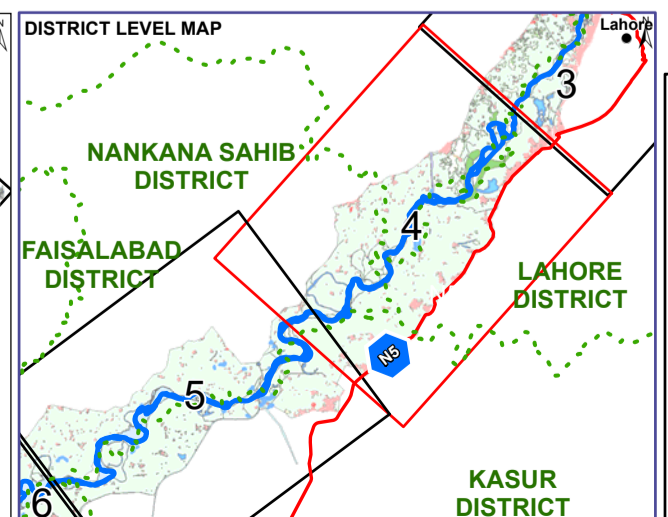 DISTRICT LEVEL MAP
Lahore
3
NANKANA SAHIB
DISTRICT
4
FAISALABAD
DISTRICT
LAHORE
DISTRICT
N5
5
KASUR
DISTRICT
6